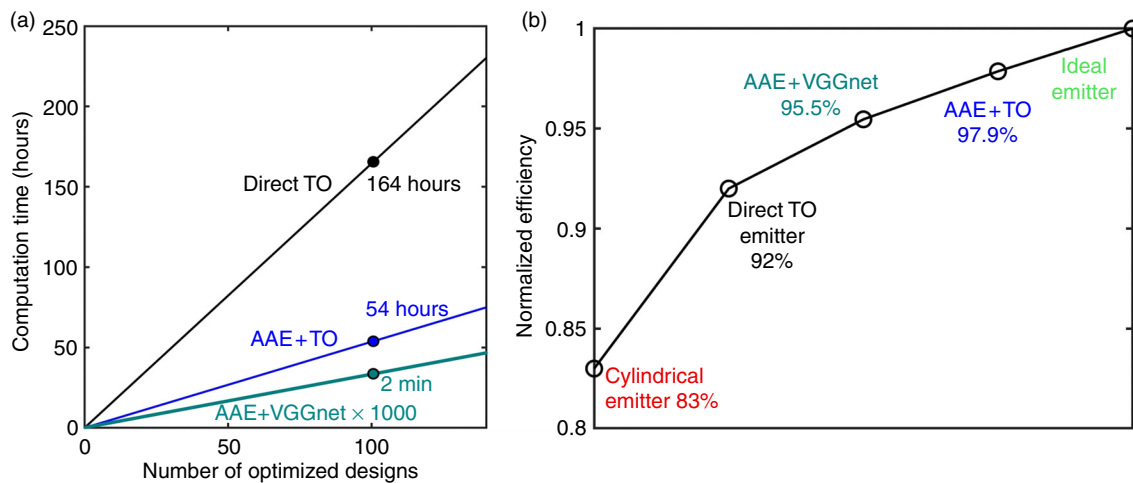 (a)
250
200
150
100
50
0
0
50
100
Computation time (hours)
Number of optimized designs
Direct TO
164 hours
54 hours
AAE+TO
2 min
AAE+VGGnet × 1000
(b)
1
0.95
0.9
0.85
0.8
Normalized efficiency
AAE+VGGnet
95.5%
Ideal
emitter
AAE+TO
97.9%
Direct TO
emitter
92%
Cylindrical
emitter 83%